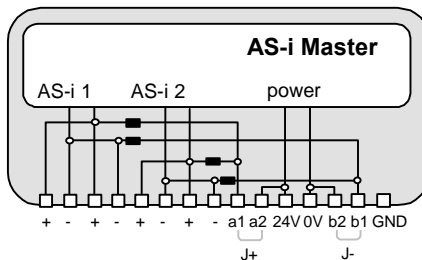 AS-i Master
AS-i 1 AS-i 2 power
+ - + - + - + - a1 a2 24V 0V b2 b1 GND
J+ J-